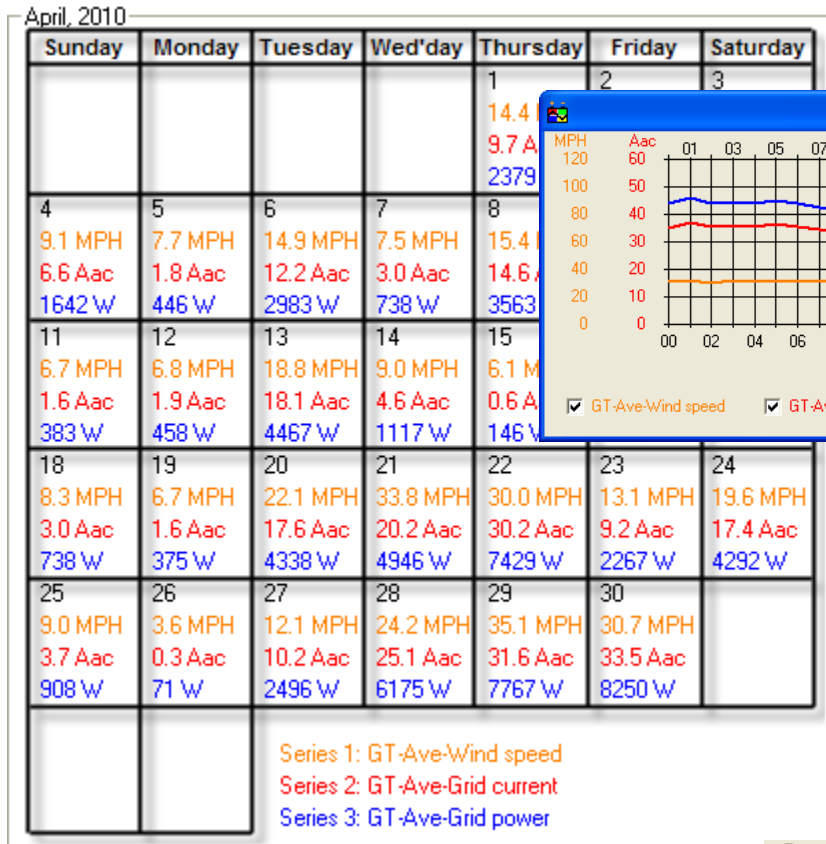 April, 2010
Sunday Monday Tuesday Wed'day Thursday Friday Saturday
1 2 3
14.4
9.7 A
2379
4 5 6 7 8
9.1 MPH 7.7 MPH 14.9 MPH 7.5 MPH 15.4
6.6 Aac 1.8 Aac 12.2 Aac 3.0 Aac 14.6
1642 W 446 W 2983 W 738 W 3563
11 12 13 14 15
6.7 MPH 6.8 MPH 18.8 MPH 9.0 MPH 6.1 M
1.6 Aac 1.9 Aac 18.1 Aac 4.6 Aac 0.6 A
383 W 458 W 4467 W 1117 W 146 W
18 19 20 21 22 23 24
8.3 MPH 6.7 MPH 22.1 MPH 33.8 MPH 30.0 MPH 13.1 MPH 19.6 MPH
3.0 Aac 1.6 Aac 17.6 Aac 20.2 Aac 30.2 Aac 9.2 Aac 17.4 Aac
738 W 375 W 4338 W 4946 W 7429 W 2267 W 4292 W
25 26 27 28 29 30
9.0 MPH 3.6 MPH 12.1 MPH 24.2 MPH 35.1 MPH 30.7 MPH
3.7 Aac 0.3 Aac 10.2 Aac 25.1 Aac 31.6 Aac 33.5 Aac
908 W 71 W 2496 W 6175 W 7767 W 8250 W
Series 1: GT-Ave-Wind speed
Series 2: GT-Ave-Grid current
Series 3: GT-Ave-Grid power
MPH Aac
01 03 05 07
120 60
100 50
80 40
60 30
40 20
20 10
0 0
00 02 04 06
GT-Ave-Wind speed GT-A